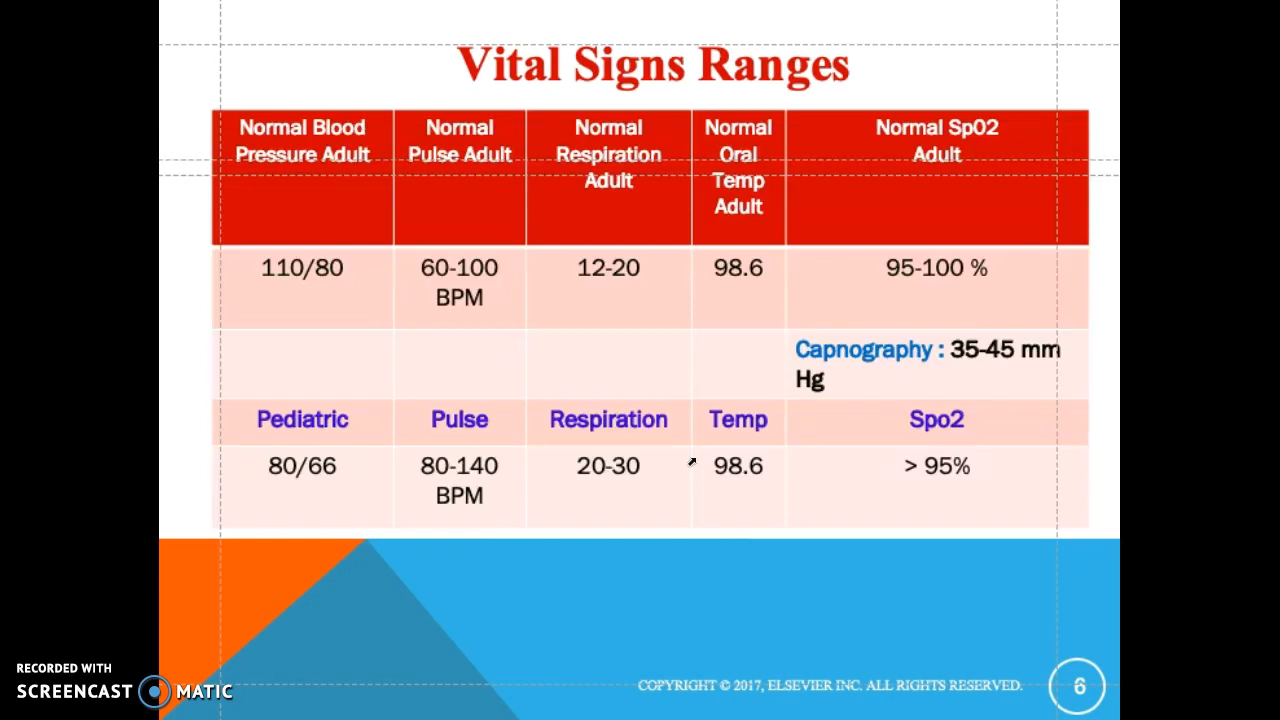 Vital Signs Ranges
Normal Blood
Pressure Adult
Normal
Pulse Adult
Normal
Respiration
Adult
Normal
Oral
Temp
Adult
Normal SpO2
Adult
110/80
60-100
BPM
12-20
98.6
95-100 %
Capnography : 35-45 mm
Hg
Pediatric
Pulse
Respiration
Temp
Spo2
80/66
80-140
BPM
20-30
98.6
> 95%
COPYRIGHT © 2017, ELSEVIER INC. ALL RIGHTS RESERVED.
6
RECORDED WITH
SCREENCAST MATIC